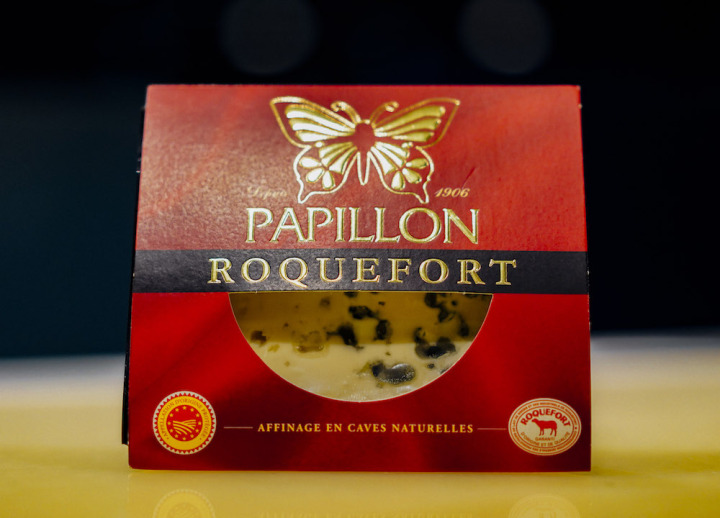 Depuis 1906
PAPILLON
ROQUEFORT
AFFINAGE EN CAVES NATURELLES
ROQUEFORT